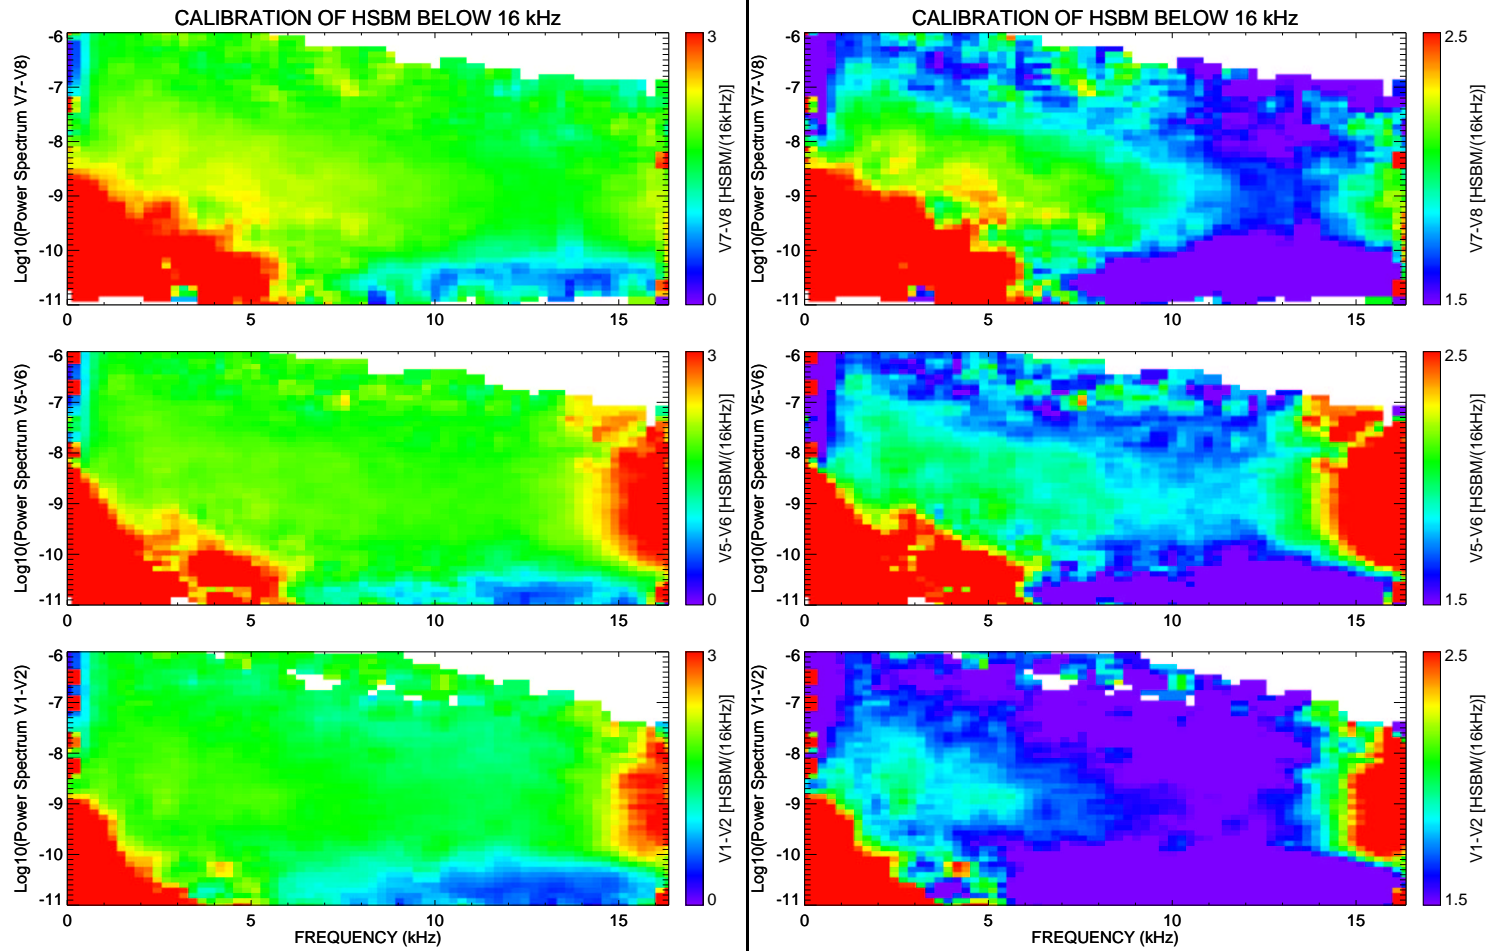 CALIBRATION OF HSBM BELOW 16 kHz
Log10(Power Spectrum V7-V8)
-6
-7
-8
-9
-10
-11
0 5 10 15
3
0
V7-V8 [HSBM/(16kHz)]
Log10(Power Spectrum V5-V6)
-6
-7
-8
-9
-10
-11
0 5 10 15
3
0
V5-V6 [HSBM/(16kHz)]
Log10(Power Spectrum V1-V2)
-6
-7
-8
-9
-10
-11
0 5 10 15
FREQUENCY (kHz)
3
0
V1-V2 [HSBM/(16kHz)]
CALIBRATION OF HSBM BELOW 16 kHz
Log10(Power Spectrum V7-V8)
-6
-7
-8
-9
-10
-11
0 5 10 15
2.5
1.5
V7-V8 [HSBM/(16kHz)]
Log10(Power Spectrum V5-V6)
-6
-7
-8
-9
-10
-11
0 5 10 15
2.5
1.5
V5-V6 [HSBM/(16kHz)]
Log10(Power Spectrum V1-V2)
-6
-7
-8
-9
-10
-11
0 5 10 15
FREQUENCY (kHz)
2.5
1.5
V1-V2 [HSBM/(16kHz)]